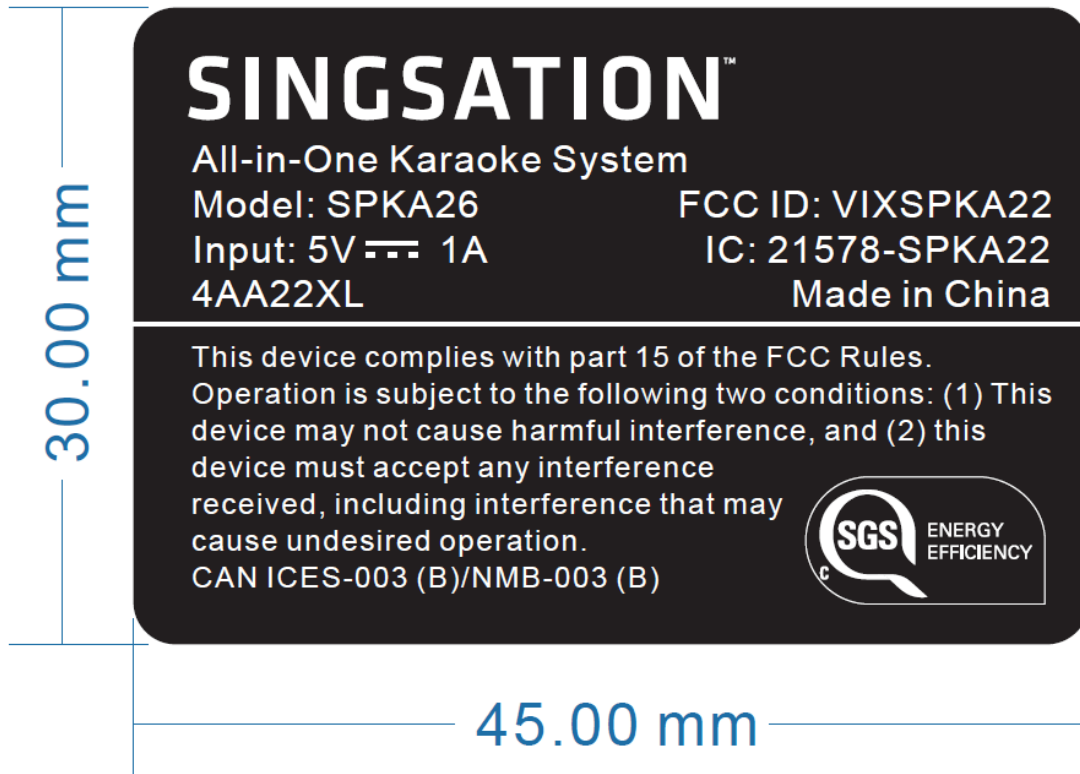 30.00 mm
SINGSATION™
All-in-One Karaoke System
Model: SPKA26 FCC ID: VIXSPKA22
Input: 5V ⎓ 1A IC: 21578-SPKA22
4AA22XL Made in China
This device complies with part 15 of the FCC Rules.
Operation is subject to the following two conditions: (1) This
device may not cause harmful interference, and (2) this
device must accept any interference
received, including interference that may
cause undesired operation.
CAN ICES-003 (B)/NMB-003 (B)
SGS
C
ENERGY
EFFICIENCY
45.00 mm